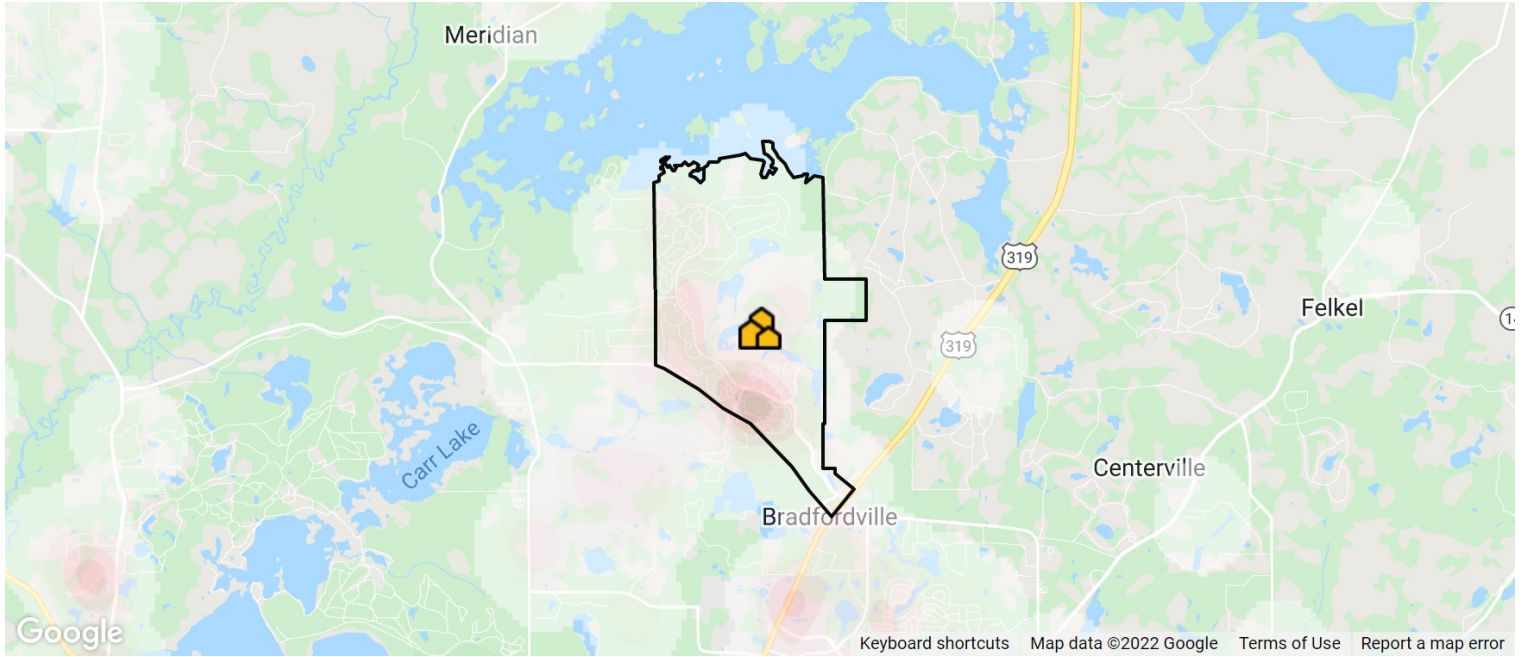 Meridian
319
Felkel
14
319
Carr Lake
Centerville
Bradfordville
Google
Keyboard shortcuts Map data ©2022 Google Terms of Use Report a map error